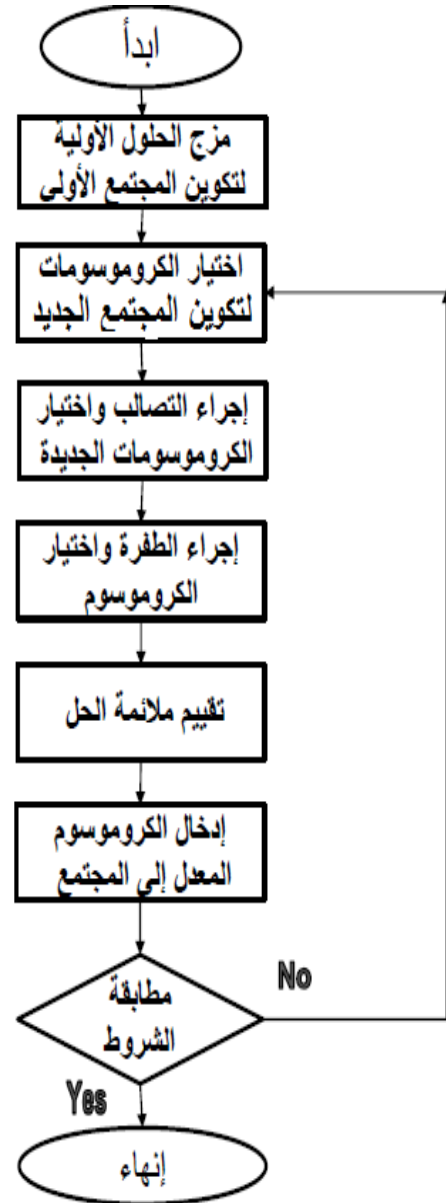 ابدأ
مزج الحلول الأولية
لتكوين المجتمع الأولي
اختيار الكروموسومات
لتكوين المجتمع الجديد
إجراء التصالب واختيار
الكروموسومات الجديدة
إجراء الطفرة واختيار
الكروموسوم
تقييم ملائمة الحل
إدخال الكروموسوم
المعدل إلى المجتمع
مطابقة
الشروط
No
Yes
إنهاء